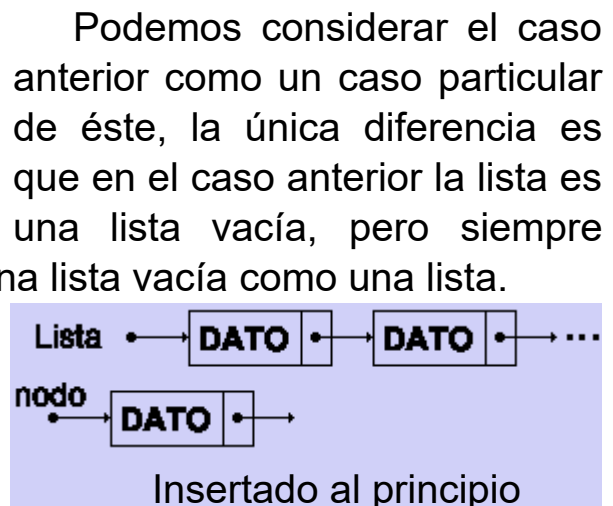 Podemos considerar el caso
anterior como un caso particular
de éste, la única diferencia es
que en el caso anterior la lista es
una lista vacía, pero siempre
na lista vacía como una lista.
Lista DATO DATO ...
nodo
DATO
Insertado al principio